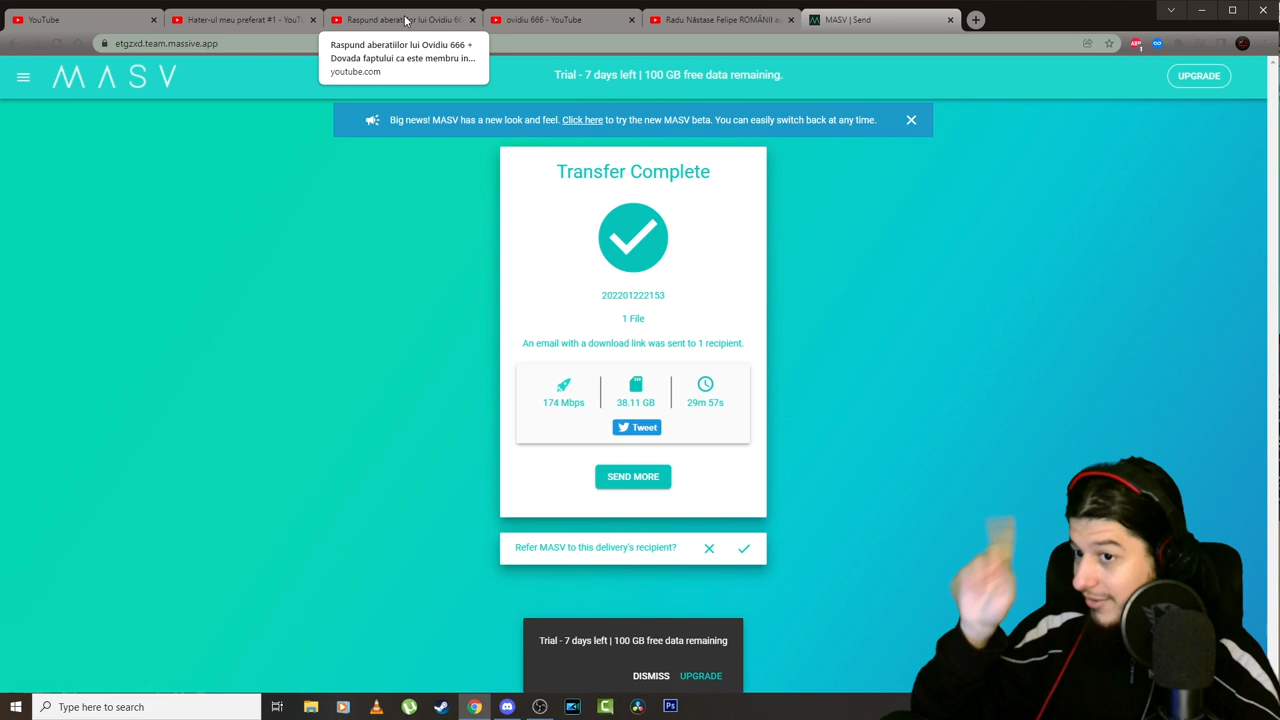 YouTube
Hater-ul meu preferat #1 - YouTu
Raspund aberatiilor lui Ovidiu 66
ovidiu 666 - YouTube
Radu Năstase Felipe ROMÂNII au
MASV | Send
etgzxd.team.massive.app
Raspund aberatiilor lui Ovidiu 666 +
Dovada faptului ca este membru in...
youtube.com
MASV
Trial - 7 days left | 100 GB free data remaining.
UPGRADE
Big news! MASV has a new look and feel. Click here to try the new MASV beta. You can easily switch back at any time.
Transfer Complete
202201222153
1 File
An email with a download link was sent to 1 recipient.
174 Mbps
38.11 GB
29m 57s
Tweet
SEND MORE
Refer MASV to this delivery's recipient?
Trial - 7 days left | 100 GB free data remaining
DISMISS UPGRADE
Type here to search